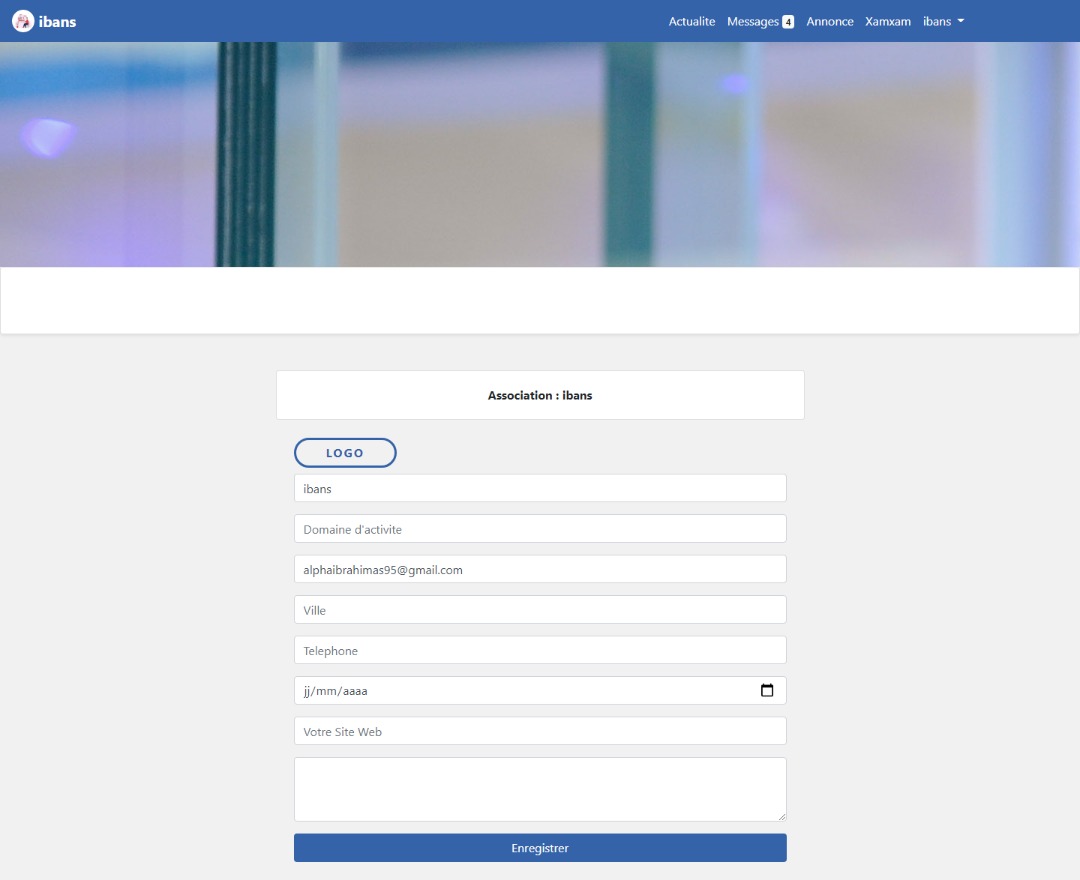 ibans
Actualite Messages 4 Annonce Xamxam ibans
Association : ibans
LOGO
ibans
Domaine d'activite
alphaibrahimas95@gmail.com
Ville
Telephone
jj/mm/aaaa
Votre Site Web
Enregistrer